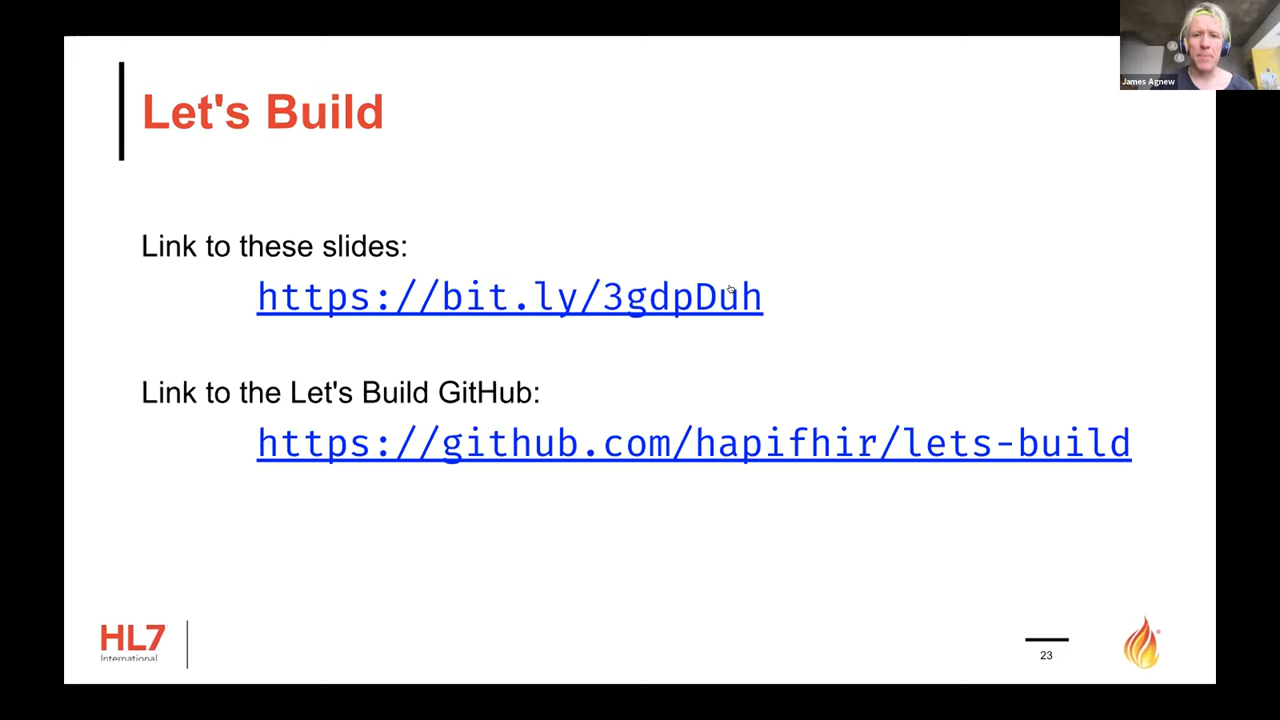 James Agnew
Let's Build
Link to these slides:
https://bit.ly/3gdpDuh
Link to the Let's Build GitHub:
https://github.com/hapifhir/lets-build
HL7
International
23